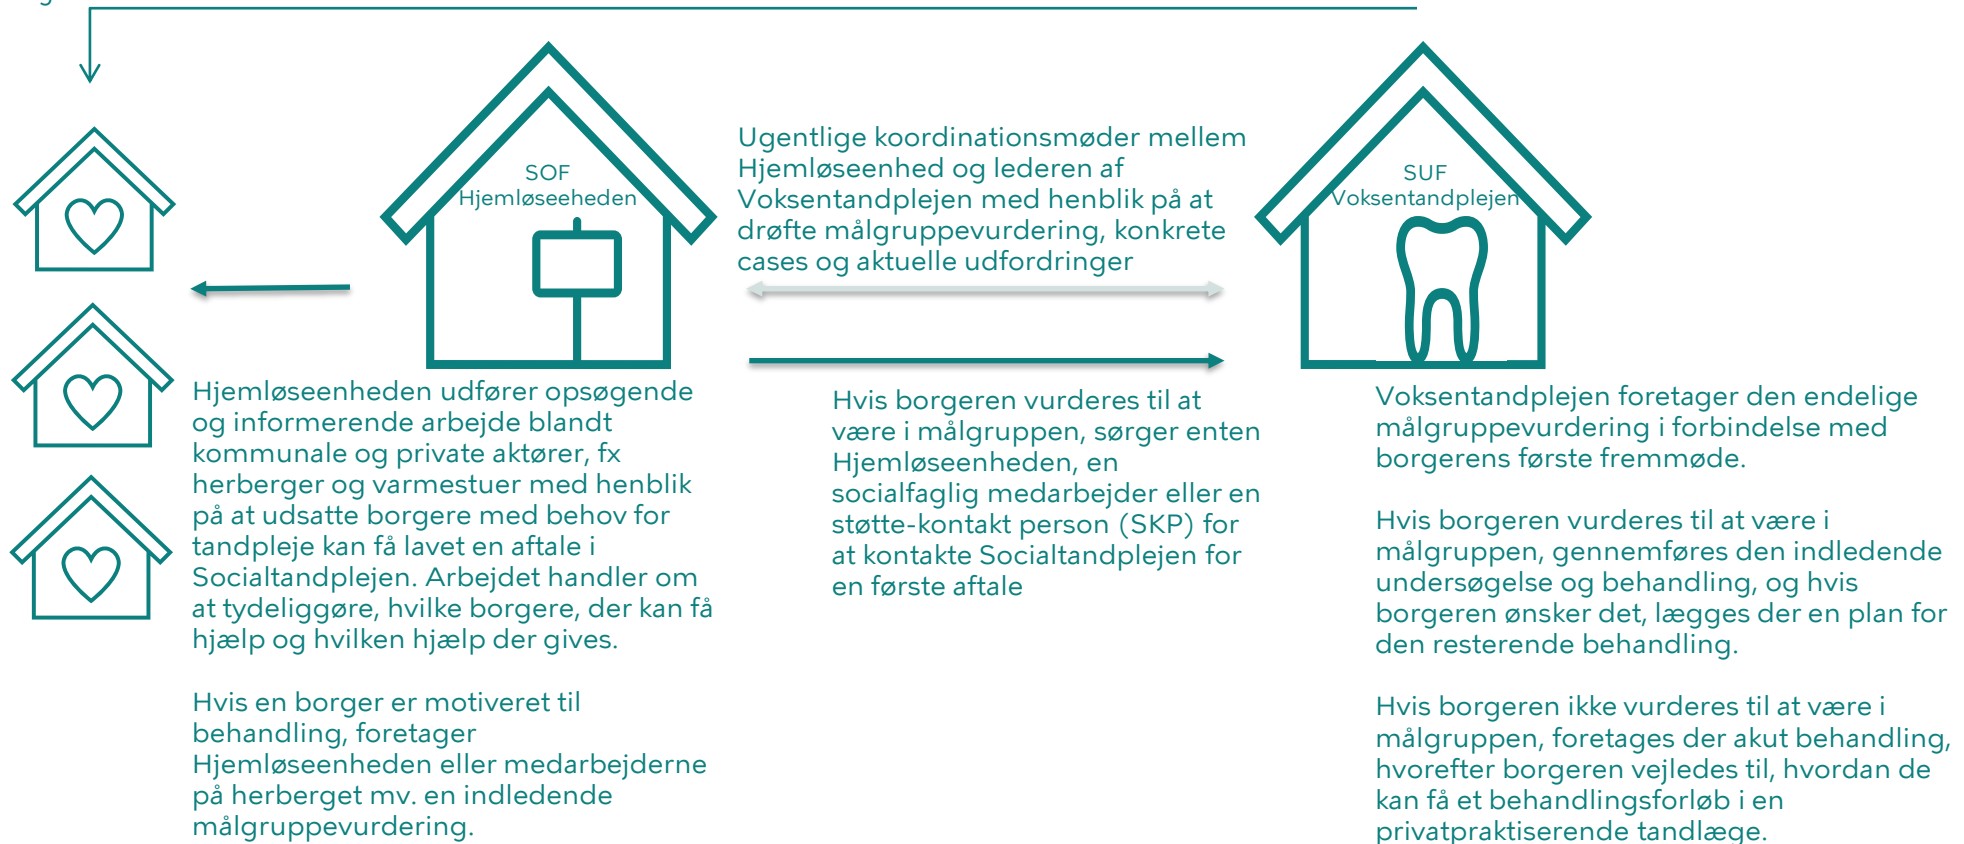 SOF
Hjemløseeheden
Ugentlige koordinationsmøder mellem
Hjemløseenhed og lederen af
Voksentandplejen med henblik på at
drøfte målgruppevurdering, konkrete
cases og aktuelle udfordringer
SUF
Voksentandplejen
Hjemløseenheden udfører opsøgende
og informerende arbejde blandt
kommunale og private aktører, fx
herberger og varmestuer med henblik
på at udsatte borgere med behov for
tandpleje kan få lavet en aftale i
Socialtandplejen. Arbejdet handler om
at tydeliggøre, hvilke borgere, der kan få
hjælp og hvilken hjælp der gives.
Hvis en borger er motiveret til
behandling, foretager
Hjemløseenheden eller medarbejderne
på herberget mv. en indledende
målgruppevurdering.
Hvis borgeren vurderes til at
være i målgruppen, sørger enten
Hjemløseenheden, en
socialfaglig medarbejder eller en
støtte-kontakt person (SKP) for
at kontakte Socialtandplejen for
en første aftale
Voksentandplejen foretager den endelige
målgruppevurdering i forbindelse med
borgerens første fremmøde.
Hvis borgeren vurderes til at være i
målgruppen, gennemføres den indledende
undersøgelse og behandling, og hvis
borgeren ønsker det, lægges der en plan for
den resterende behandling.
Hvis borgeren ikke vurderes til at være i
målgruppen, foretages der akut behandling,
hvorefter borgeren vejledes til, hvordan de
kan få et behandlingsforløb i en
privatpraktiserende tandlæge.